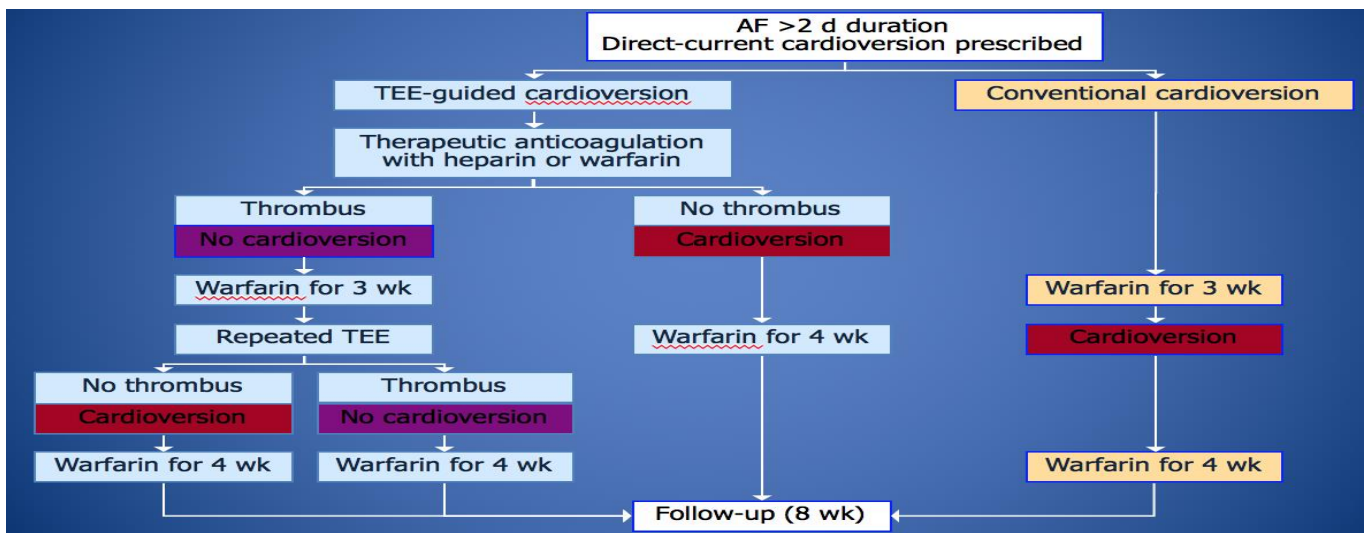 AF >2 d duration
Direct-current cardioversion prescribed
TEE-guided cardioversion
Conventional cardioversion
Therapeutic anticoagulation
with heparin or warfarin
Thrombus
No cardioversion
No thrombus
Cardioversion
Warfarin for 3 wk
Warfarin for 3 wk
Repeated TEE
Warfarin for 4 wk
Cardioversion
No thrombus
Cardioversion
Thrombus
No cardioversion
Warfarin for 4 wk
Warfarin for 4 wk
Warfarin for 4 wk
Follow-up (8 wk)